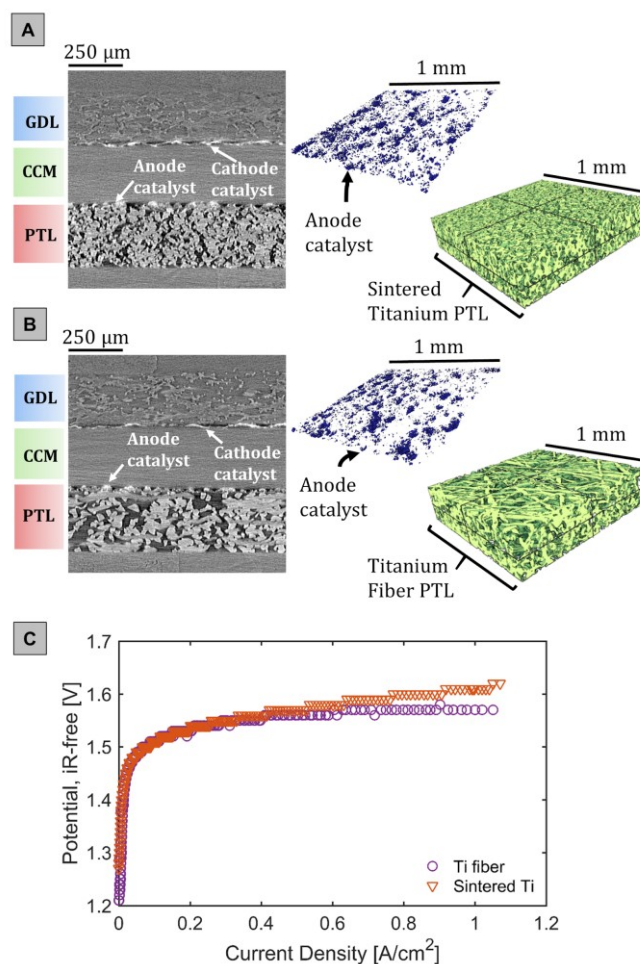 A
250 μm
1 mm
GDL
CCM
PTL
Anode
catalyst
Cathode
catalyst
Anode
catalyst
1 mm
Sintered
Titanium PTL
B
250 μm
1 mm
GDL
CCM
PTL
Anode
catalyst
Cathode
catalyst
Anode
catalyst
1 mm
Titanium
Fiber PTL
C
Potential, iR-free [V]
1.7
1.6
1.5
1.4
1.3
1.2
Ti fiber
Sintered Ti
0
0.2
0.4
0.6
0.8
1
1.2
Current Density [A/cm²]